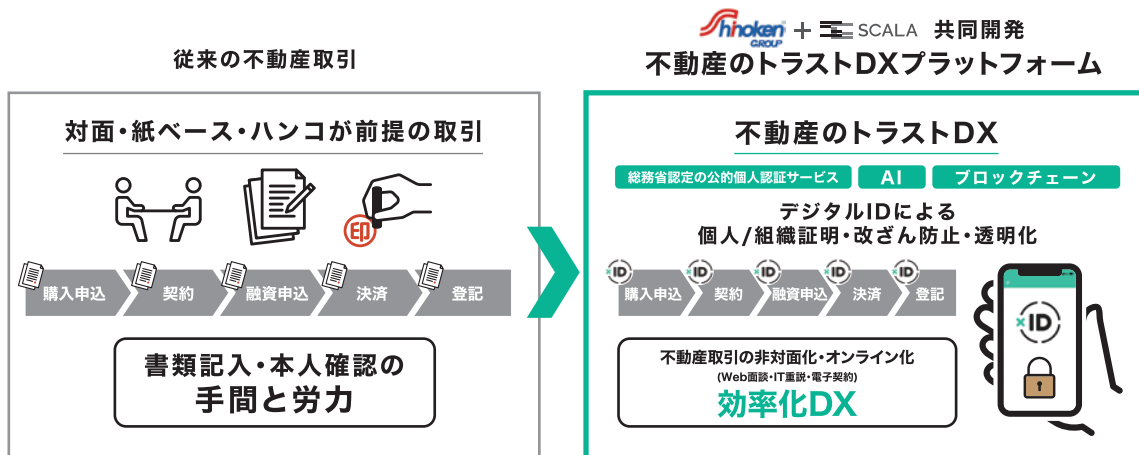 従来の不動産取引
対面・紙ベース・ハンコが前提の取引
印
購入申込
契約
融資申込
決済
登記
書類記入・本人確認の
手間と労力
Shinoken GROUP + SCALA 共同開発
不動産のトラストDXプラットフォーム
不動産のトラストDX
総務省認定の公的個人認証サービス
AI
ブロックチェーン
デジタルIDによる
個人/組織証明・改ざん防止・透明化
xID
xID
xID
xID
xID
購入申込
契約
融資申込
決済
登記
不動産取引の非対面化・オンライン化
(Web面談・IT重説・電子契約)
効率化DX
xID